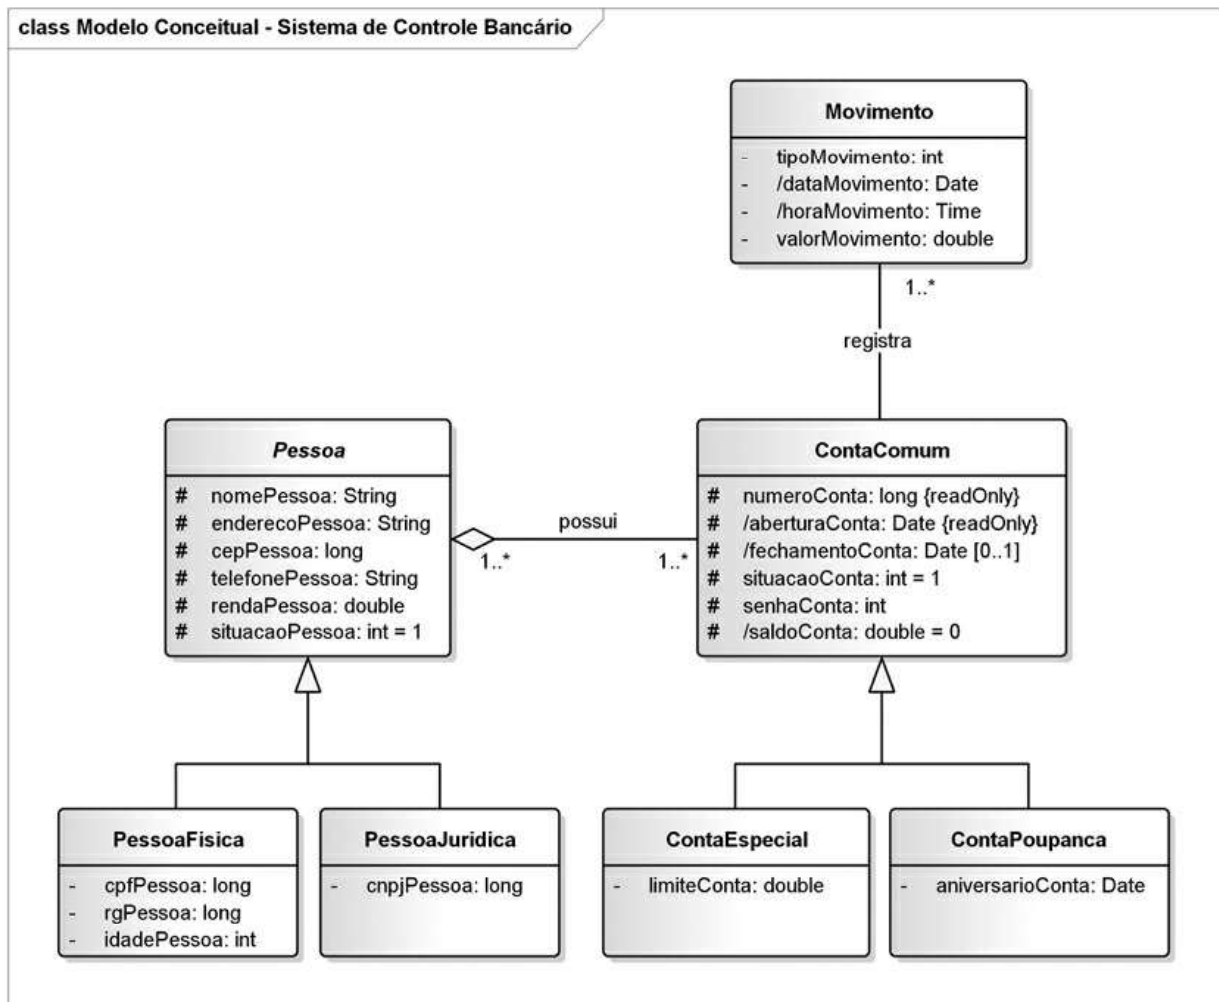 class Modelo Conceitual - Sistema de Controle Bancário
Movimento
- tipoMovimento: int
- /dataMovimento: Date
- /horaMovimento: Time
- valorMovimento: double
1..*
registra
Pessoa
# nomePessoa: String
# enderecoPessoa: String
# cepPessoa: long
# telefonePessoa: String
# rendaPessoa: double
# situacaoPessoa: int = 1
possui
1..*
1..*
ContaComum
# numeroConta: long {readOnly}
# /aberturaConta: Date {readOnly}
# /fechamentoConta: Date [0..1]
# situacaoConta: int = 1
# senhaConta: int
# /saldoConta: double = 0
PessoaFisica
- cpfPessoa: long
- rgPessoa: long
- idadePessoa: int
PessoaJuridica
- cnpjPessoa: long
ContaEspecial
- limiteConta: double
ContaPoupanca
- aniversarioConta: Date